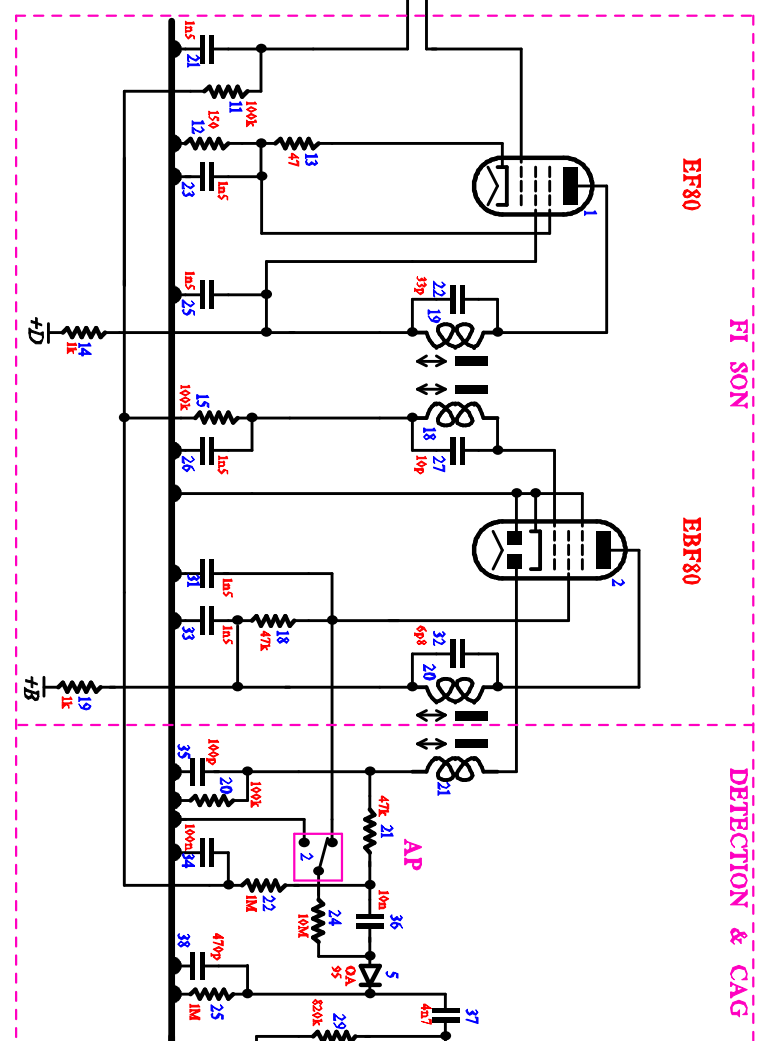 FI SON
DETECTION & CAG
EF80
EBF80
2
1
37
22
27
32
19
18
20
21
33p
10p
6p8
4n7
AP
21
47k
36
10n
5
OA
95
24
10M
29
820k
2
13
47
18
47k
22
1M
11
100k
21
1n5
12
150
23
1n5
25
1n5
15
100k
26
1n5
31
1n5
33
1n5
35
100p
20
100k
34
100n
38
470p
25
1M
14
1k
+D
19
1k
+B